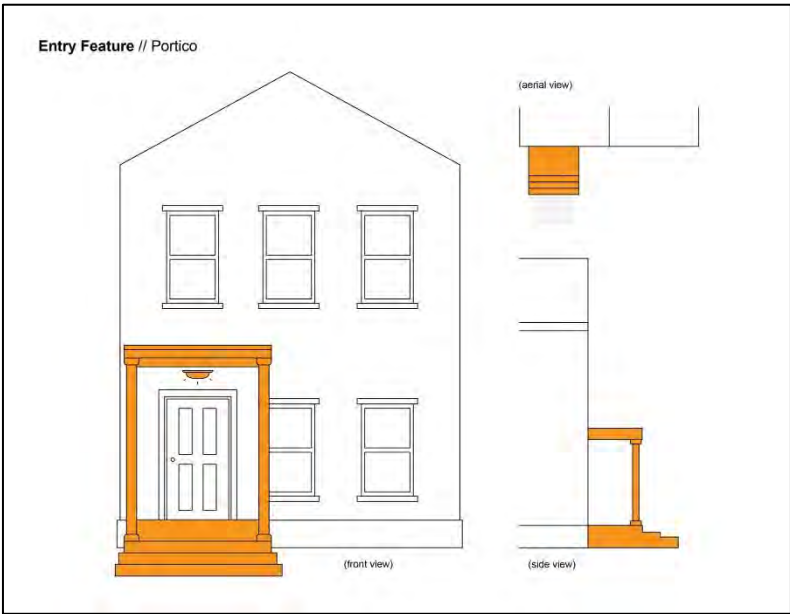 Entry Feature // Portico
(aerial view)
(front view)
(side view)